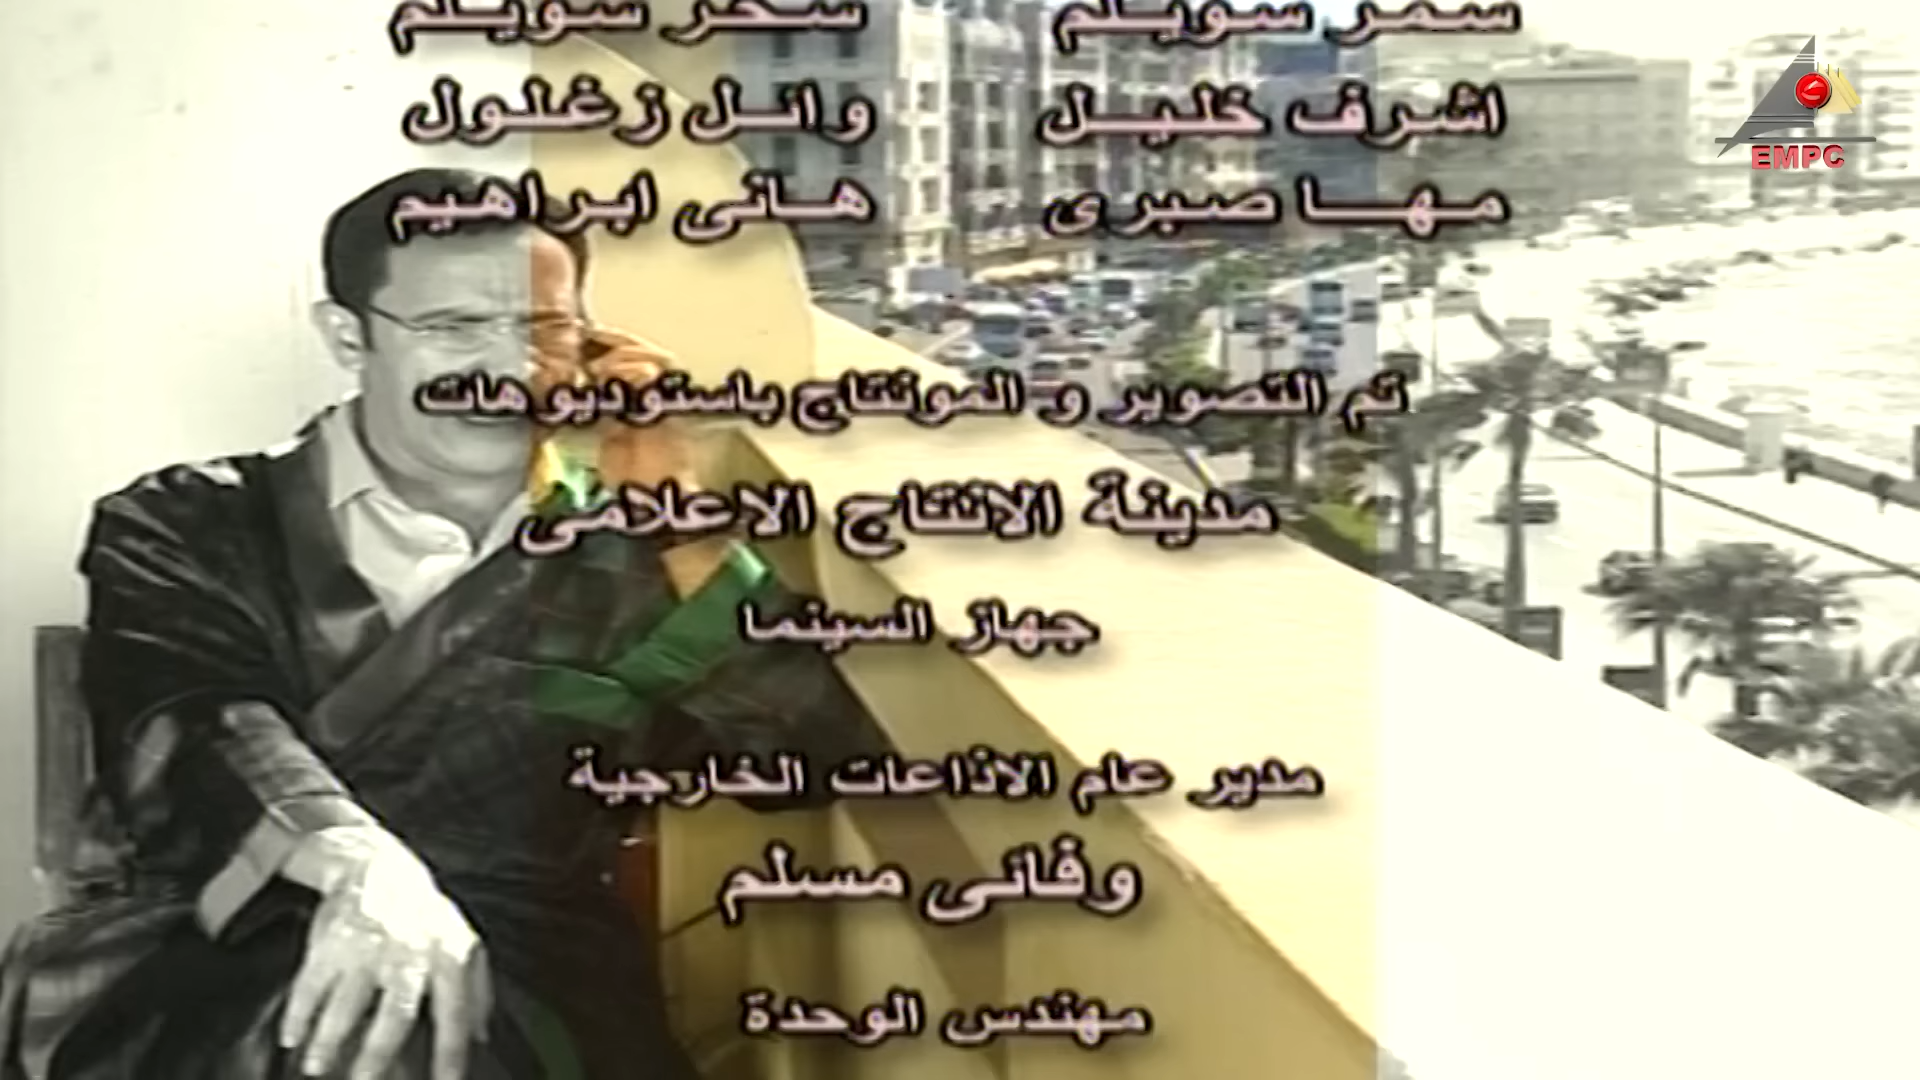 سمر سويلم سحر سويلم
اشرف خليل وائل زغلول
مها صبرى هانى ابراهيم
تم التصوير و المونتاج باستوديوهات
مدينة الانتاج الاعلامى
جهاز السينما
مدير عام الاذاعات الخارجية
وفائى مسلم
مهندس الوحدة
EMPC